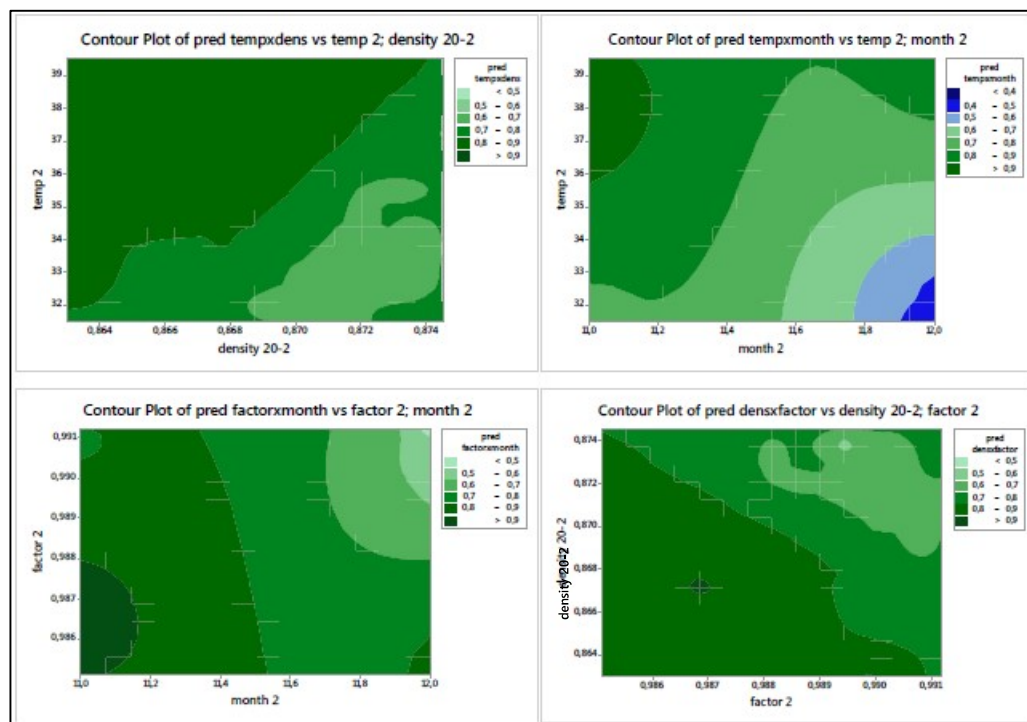 Contour Plot of pred tempxdens vs temp 2; density 20-2
pred
tempxdens
< 0,5
0,5 – 0,6
0,6 – 0,7
0,7 – 0,8
0,8 – 0,9
> 0,9
39
38
37
36
35
34
33
32
temp 2
0,864
0,866
0,868
0,870
0,872
0,874
density 20-2
Contour Plot of pred tempxmonth vs temp 2; month 2
pred
tempxmonth
< 0,4
0,4 – 0,5
0,5 – 0,6
0,6 – 0,7
0,7 – 0,8
0,8 – 0,9
> 0,9
39
38
37
36
35
34
33
32
temp 2
11,0
11,2
11,4
11,6
11,8
12,0
month 2
Contour Plot of pred factorxmonth vs factor 2; month 2
pred
factorxmonth
< 0,5
0,5 – 0,6
0,6 – 0,7
0,7 – 0,8
0,8 – 0,9
> 0,9
0,991
0,990
0,989
0,988
0,987
0,986
factor 2
11,0
11,2
11,4
11,6
11,8
12,0
month 2
Contour Plot of pred densxfactor vs density 20-2; factor 2
pred
densxfactor
< 0,5
0,5 – 0,6
0,6 – 0,7
0,7 – 0,8
0,8 – 0,9
> 0,9
0,874
0,872
0,870
0,868
0,866
0,864
density 20-2
0,986
0,987
0,988
0,989
0,990
0,991
factor 2